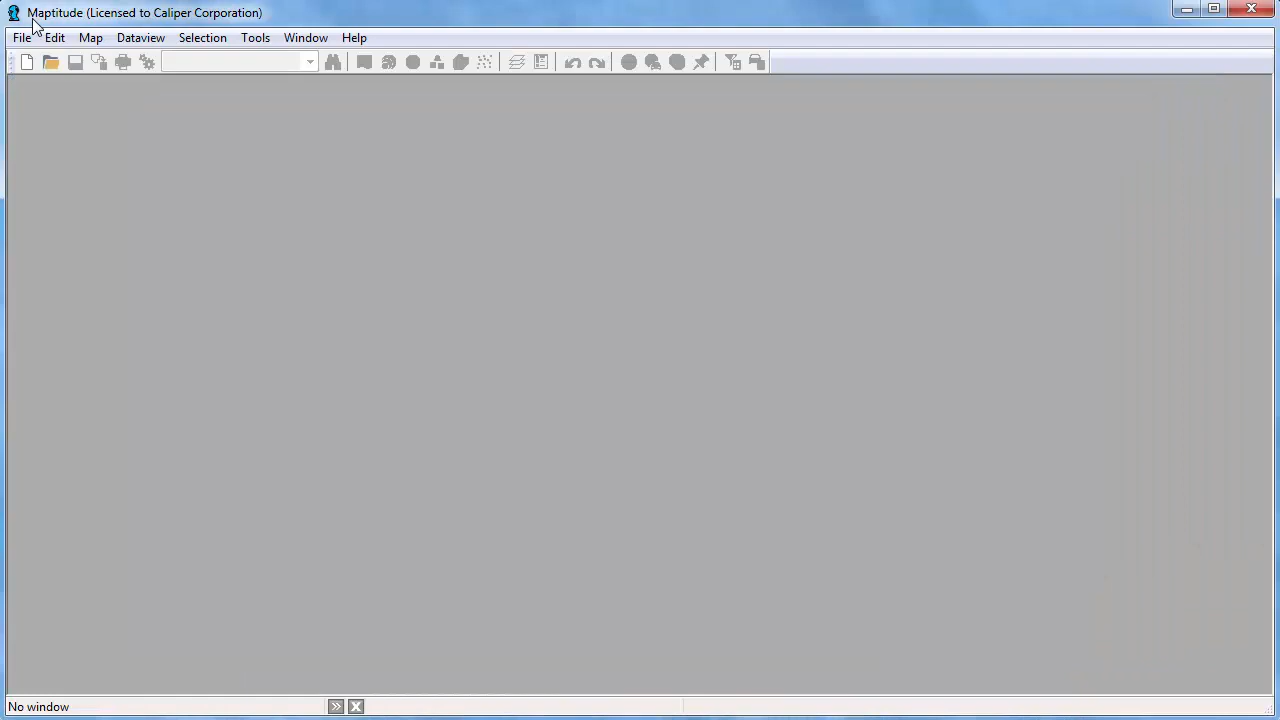 Maptitude (Licensed to Caliper Corporation)
File Edit Map Dataview Selection Tools Window Help
No window